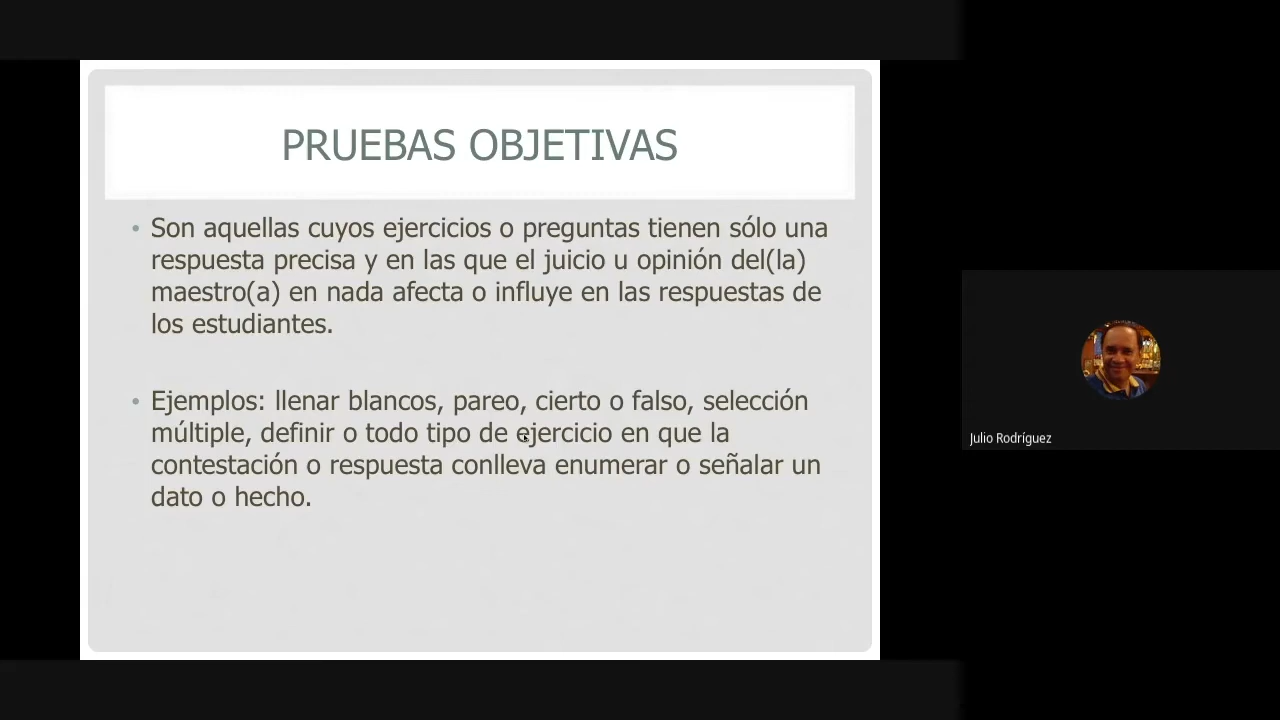 PRUEBAS OBJETIVAS
• Son aquellas cuyos ejercicios o preguntas tienen sólo una
respuesta precisa y en las que el juicio u opinión del(la)
maestro(a) en nada afecta o influye en las respuestas de
los estudiantes.
• Ejemplos: llenar blancos, pareo, cierto o falso, selección
múltiple, definir o todo tipo de ejercicio en que la
contestación o respuesta conlleva enumerar o señalar un
dato o hecho.
Julio Rodríguez